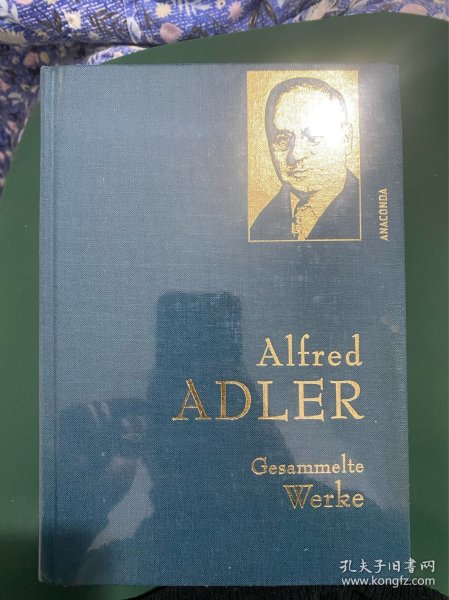 ANACONDA
Alfred
ADLER
Gesammelte
Werke
孔夫子旧书网
www.kongfz.com